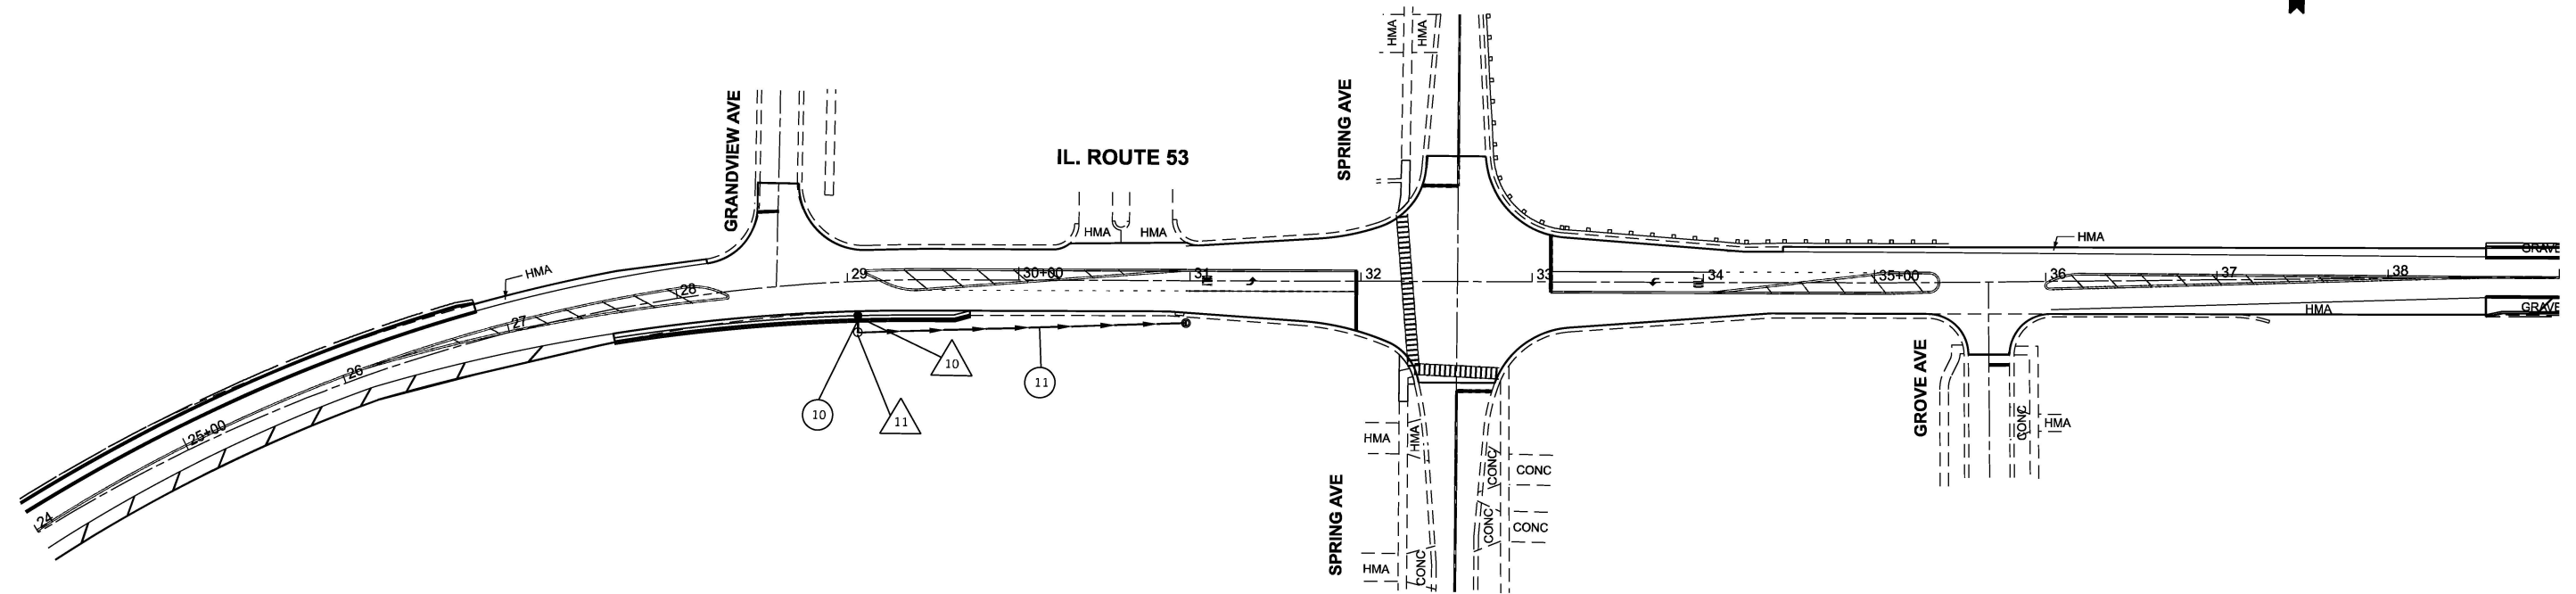 HMA
HMA
SPRING AVE
GRANDVIEW AVE
IL. ROUTE 53
HMA
HMA
HMA
HMA
24
25+00
26
27
28
29
30+00
31
32
33
34
35+00
36
37
38
GRAVE
HMA
GRAVE
10
11
10
11
GROVE AVE
CONC
HMA
HMA
HMA
CONC
CONC
SPRING AVE
CONC
CONC
HMA
CONC